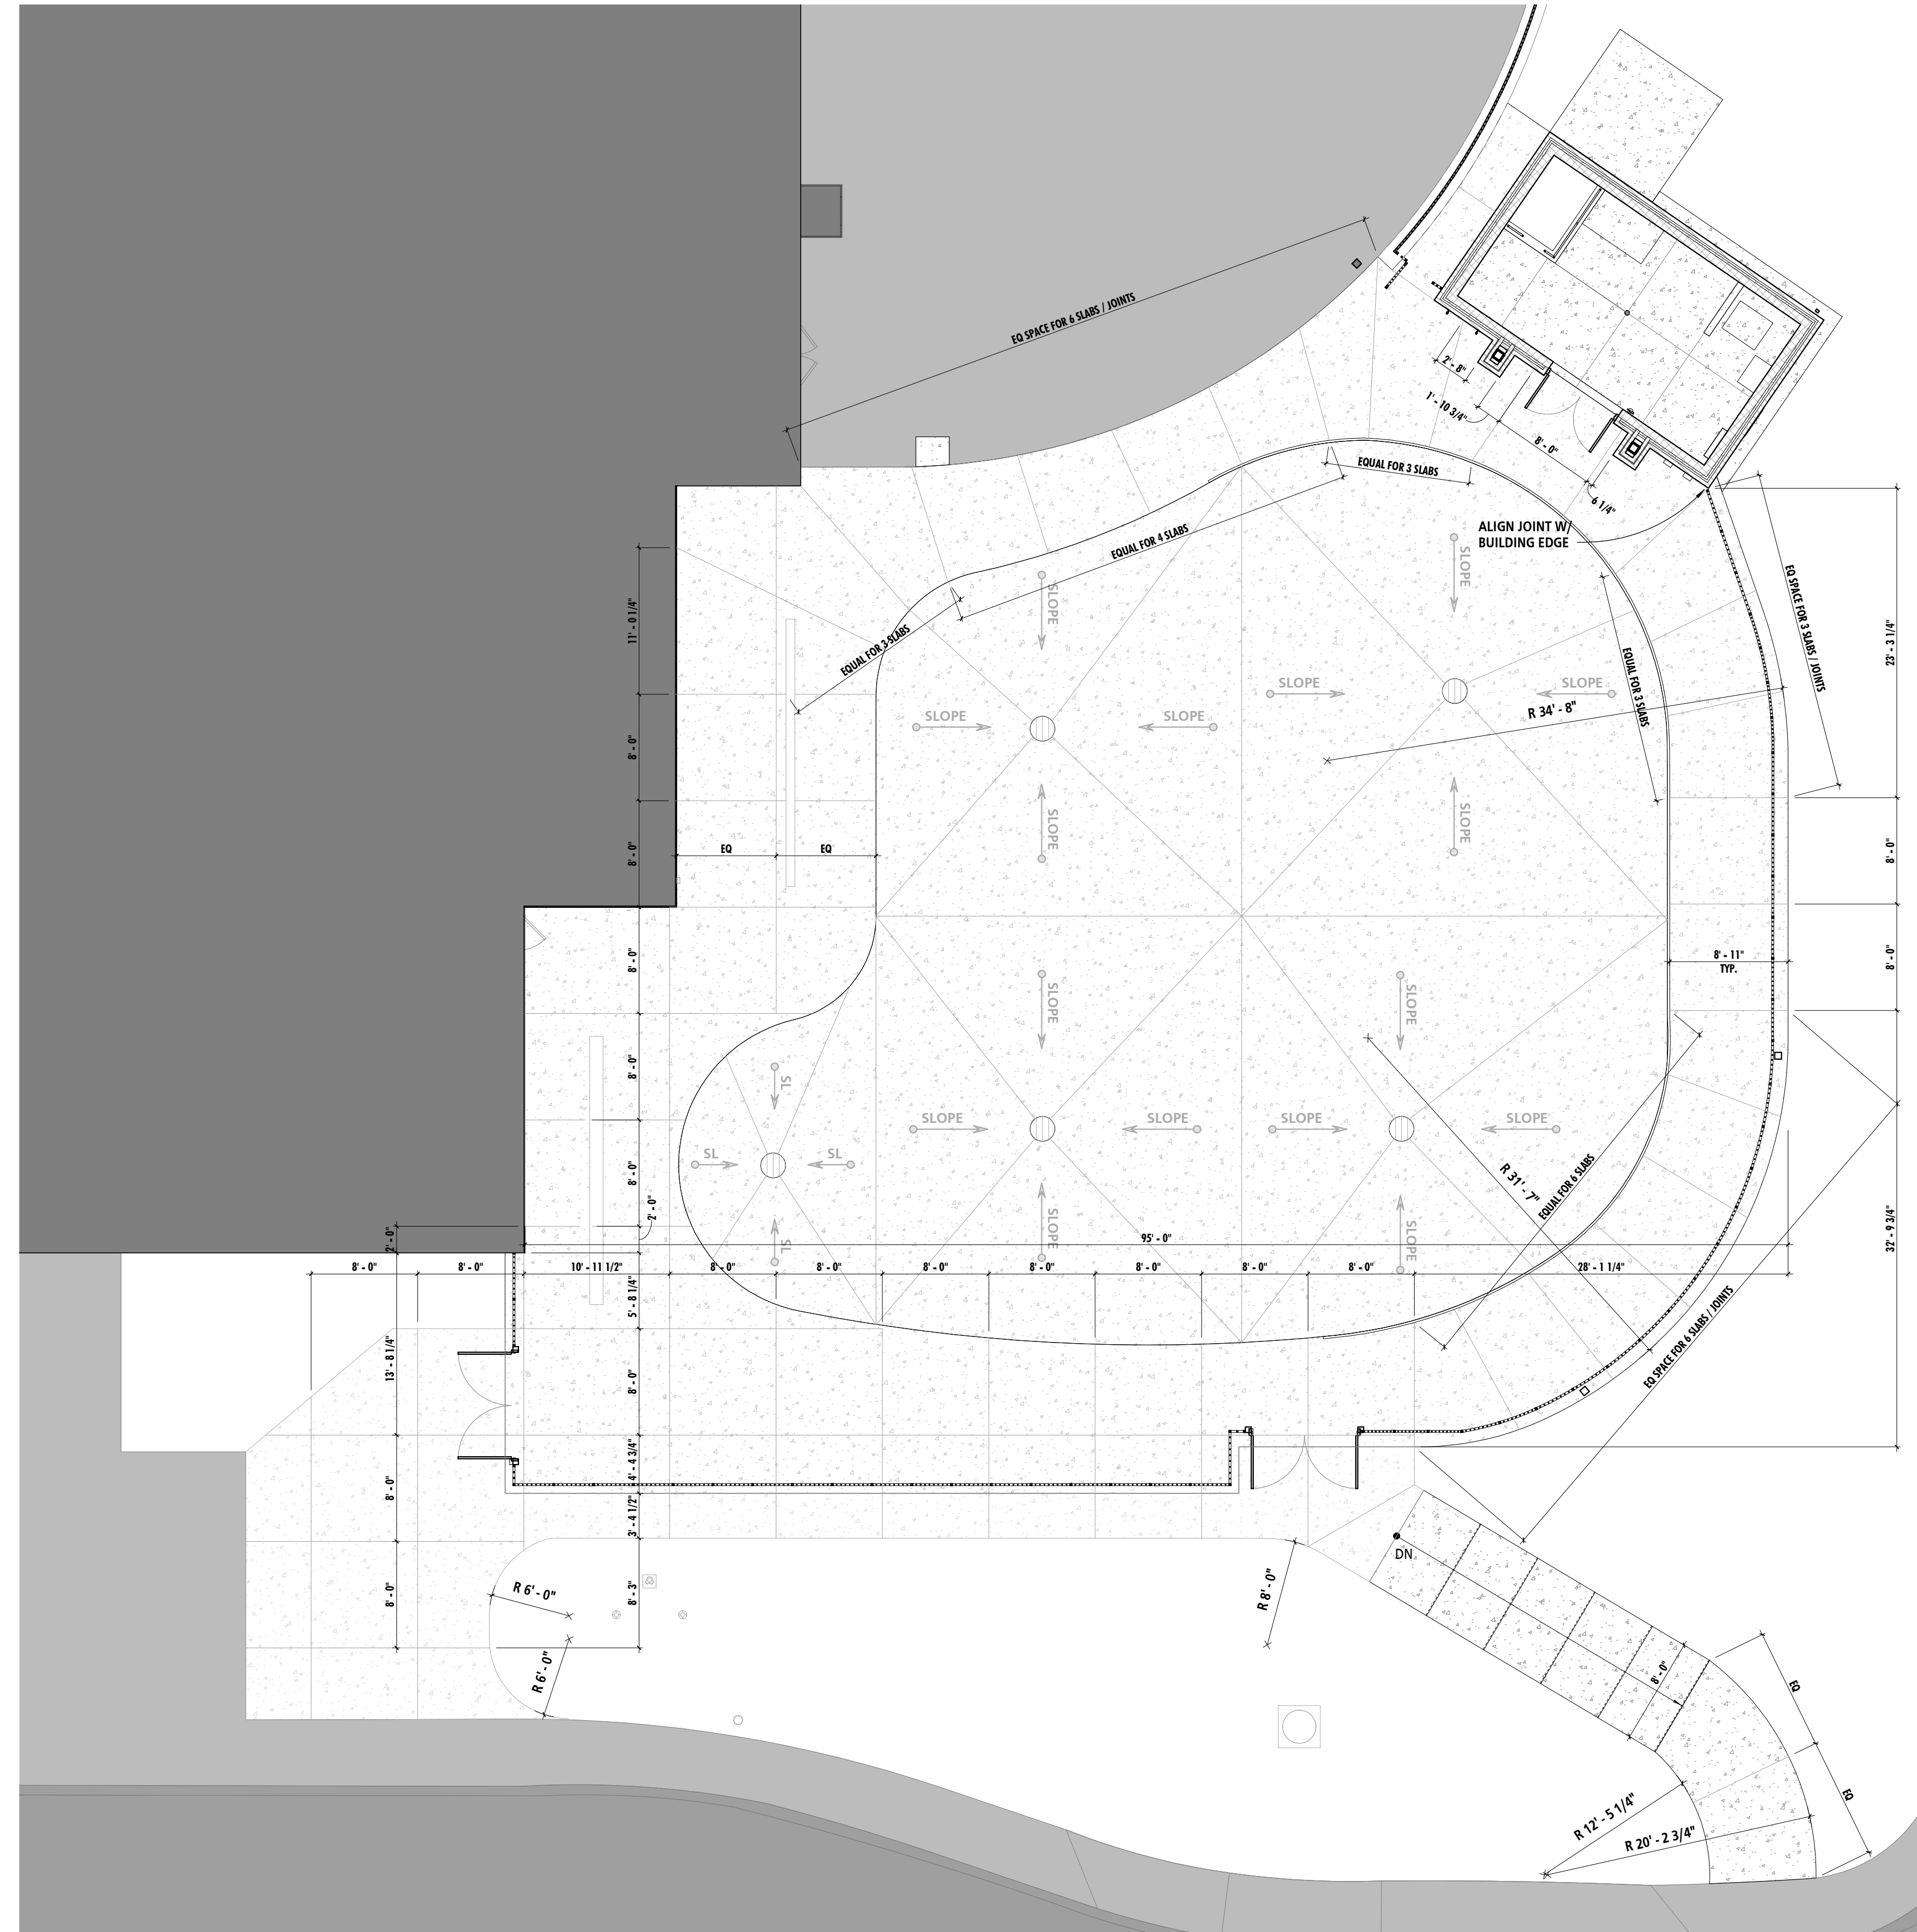 EQ SPACE FOR 6 SLABS / JOINTS
2' - 8"
1' - 10 3/4"
8' - 0"
6 1/4"
EQUAL FOR 3 SLABS
ALIGN JOINT W/
BUILDING EDGE
EQUAL FOR 4 SLABS
SLOPE
SLOPE
EQ SPACE FOR 3 SLABS / JOINTS
23' - 3 1/4"
11' - 0 1/4"
EQUAL FOR 3 SLABS
EQUAL FOR 3 SLABS
SLOPE
SLOPE
SLOPE
SLOPE
R 34' - 8"
8' - 0"
SLOPE
SLOPE
8' - 0"
EQ
EQ
8' - 0"
8' - 0"
8' - 11"
TYP.
8' - 0"
SLOPE
SLOPE
8' - 0"
SL
SLOPE
SLOPE
SLOPE
SLOPE
SL
SL
8' - 0"
R 31' - 7"
EQUAL FOR 6 SLABS
2' - 0"
SLOPE
SLOPE
SL
32' - 9 3/4"
2' - 0"
95' - 0"
8' - 0"
8' - 0"
10' - 11 1/2"
8' - 0"
8' - 0"
8' - 0"
8' - 0"
8' - 0"
8' - 0"
8' - 0"
28' - 1 1/4"
5' - 8 1/4"
EQ SPACE FOR 6 SLABS / JOINTS
13' - 8 1/4"
8' - 0"
4' - 4 3/4"
8' - 0"
3' - 4 1/2"
DN
8' - 0"
R 6' - 0"
8' - 3"
R 8' - 0"
R 6' - 0"
8' - 0"
EQ
EQ
R 12' - 5 1/4"
R 20' - 2 3/4"